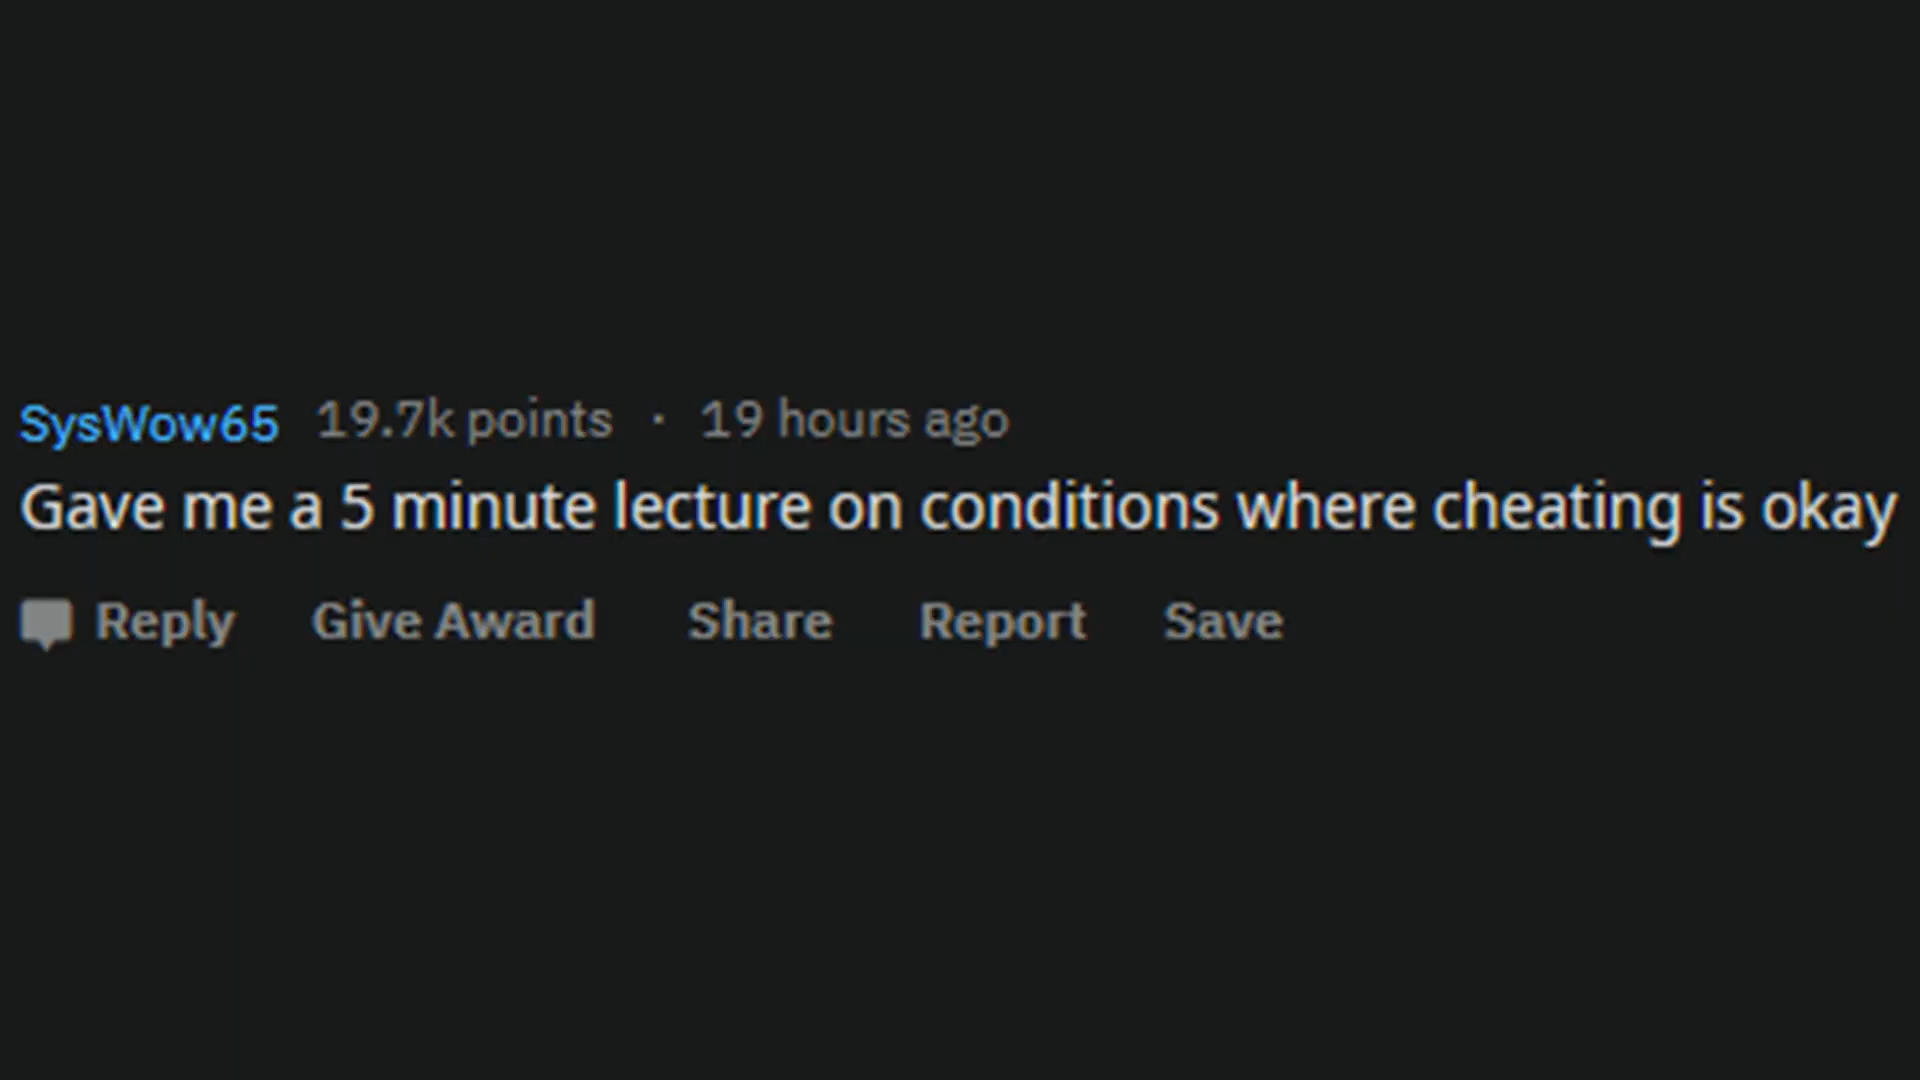 SysWow65 19.7k points · 19 hours ago
Gave me a 5 minute lecture on conditions where cheating is okay
Reply Give Award Share Report Save